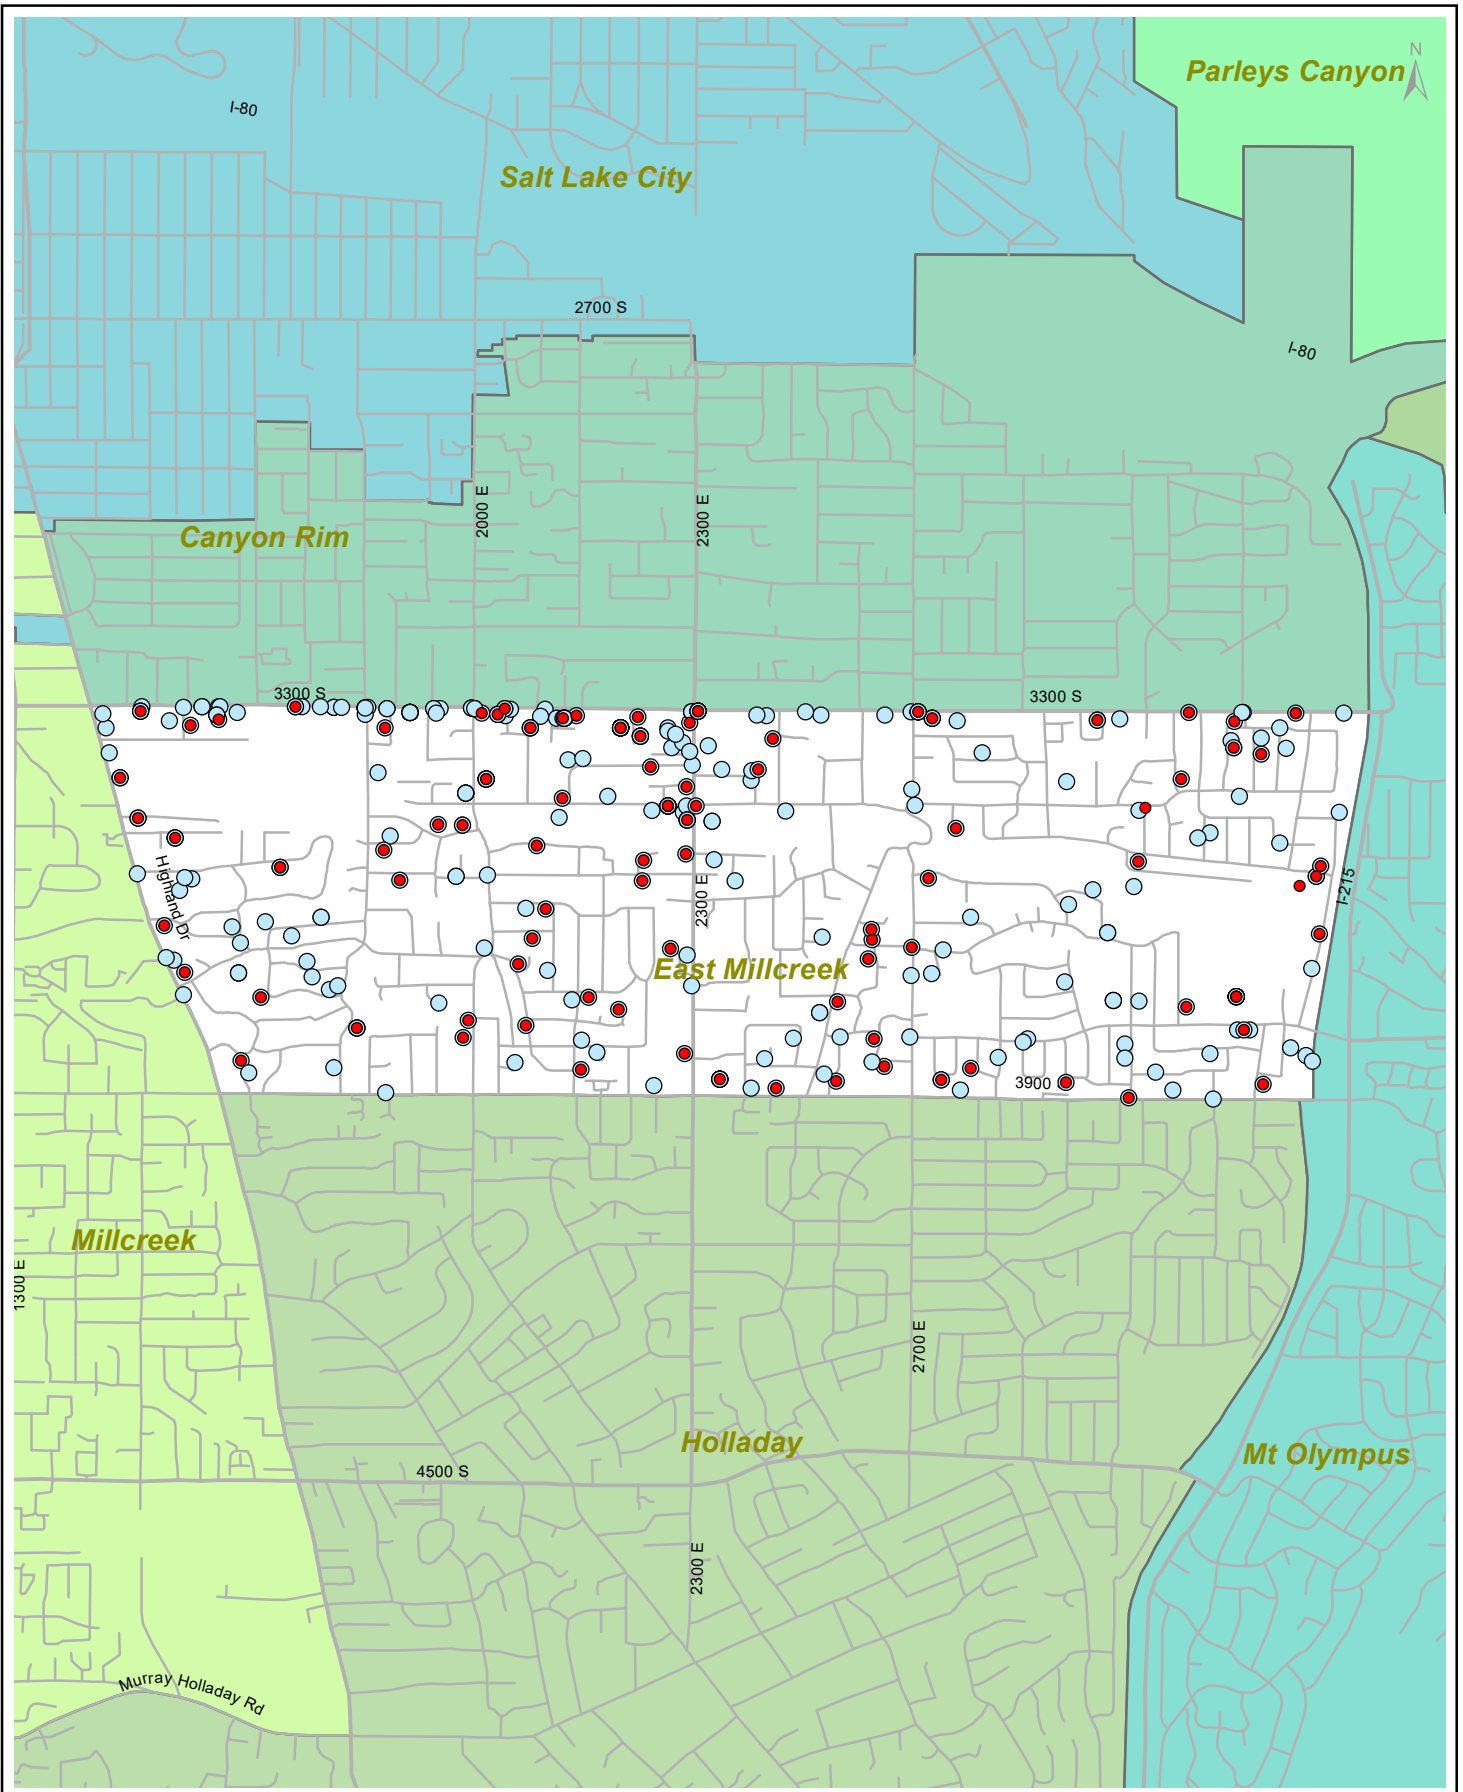 N
Parleys Canyon
I-80
Salt Lake City
2700 S
I-80
2000 E
2300 E
Canyon Rim
3300 S
3300 S
Highland Dr
2300 E
I-215
East Millcreek
3900
Millcreek
1300 E
2700 E
Holladay
Mt Olympus
4500 S
2300 E
Murray Holladay Rd